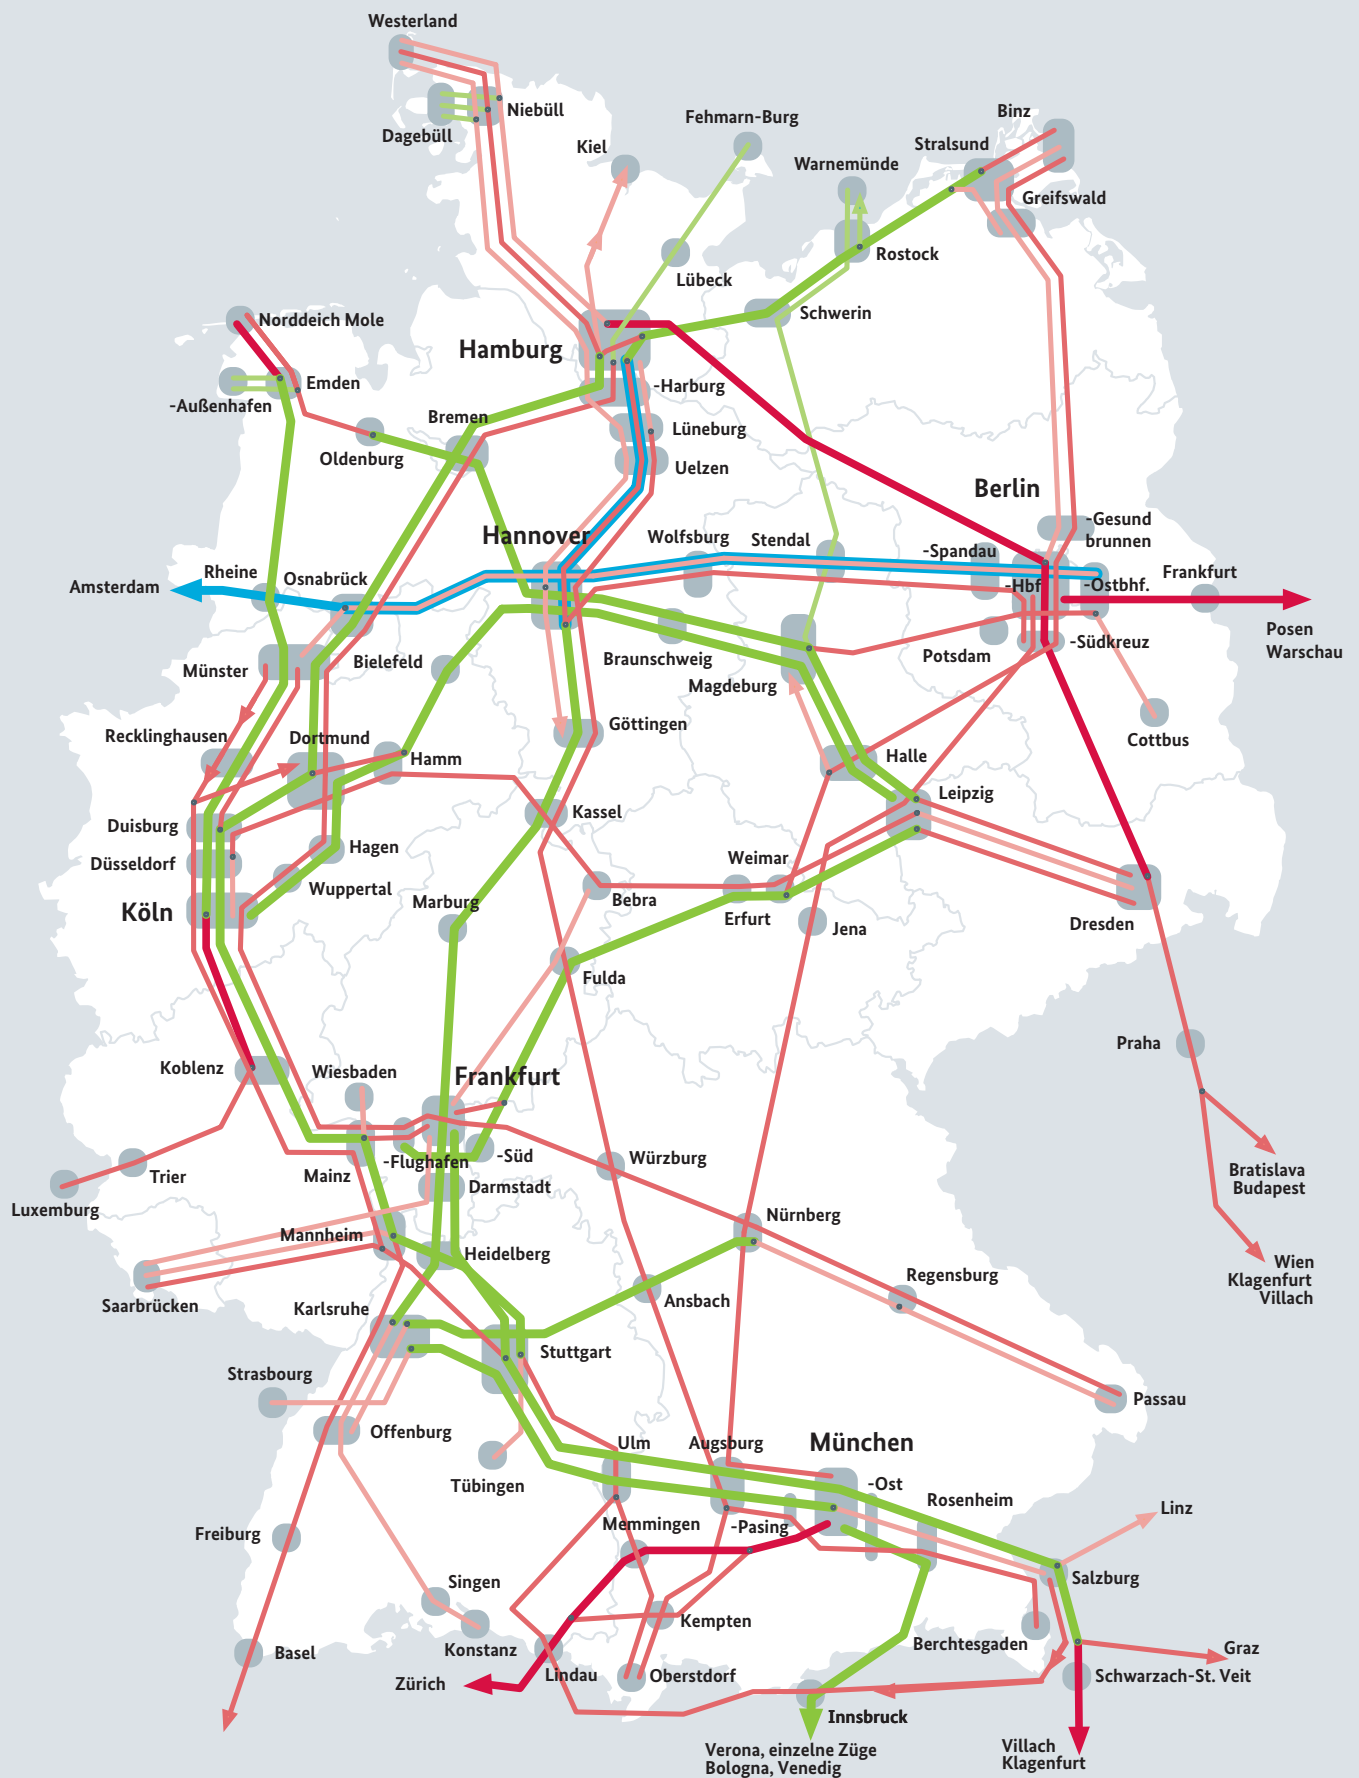 Westerland
Niebüll
Dagebüll
Kiel
Fehmarn-Burg
Binz
Stralsund
Warnemünde
Greifswald
Rostock
Lübeck
Schwerin
Norddeich Mole
Hamburg
Emden
-Harburg
-Außenhafen
Bremen
Lüneburg
Oldenburg
Uelzen
Berlin
-Gesund
brunnen
Hannover
Wolfsburg
Stendal
-Spandau
Rheine
Osnabrück
Amsterdam
-Hbf
-Ostbhf.
Frankfurt
Posen
Warschau
-Südkreuz
Potsdam
Braunschweig
Bielefeld
Münster
Magdeburg
Göttingen
Recklinghausen
Dortmund
Cottbus
Hamm
Halle
Leipzig
Kassel
Duisburg
Hagen
Düsseldorf
Weimar
Wuppertal
Köln
Marburg
Bebra
Erfurt
Jena
Dresden
Fulda
Praha
Koblenz
Wiesbaden
Frankfurt
-Flughafen
-Süd
Würzburg
Mainz
Trier
Darmstadt
Bratislava
Budapest
Luxemburg
Nürnberg
Mannheim
Heidelberg
Wien
Klagenfurt
Villach
Regensburg
Saarbrücken
Karlsruhe
Ansbach
Stuttgart
Strasbourg
Passau
Offenburg
Ulm
Augsburg
München
Tübingen
-Ost
Rosenheim
Linz
Memmingen
-Pasing
Freiburg
Singen
Salzburg
Kempten
Konstanz
Berchtesgaden
Graz
Basel
Zürich
Lindau
Oberstdorf
Schwarzach-St. Veit
Innsbruck
Verona, einzelne Züge
Bologna, Venedig
Villach
Klagenfurt